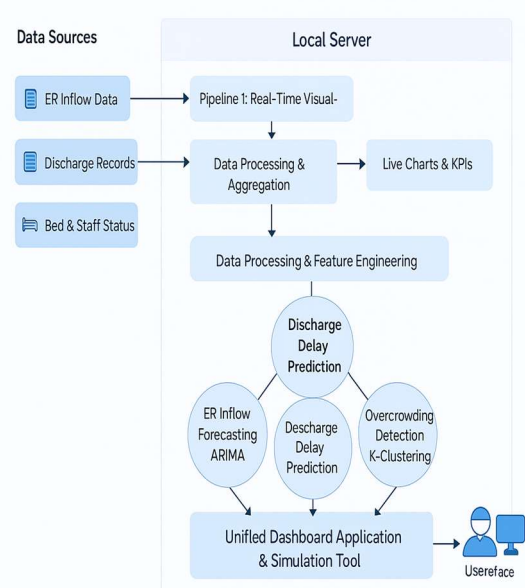 Data Sources
Local Server
ER Inflow Data
Pipeline 1: Real-Time Visual-
Discharge Records
Data Processing &
Aggregation
Live Charts & KPIs
Bed & Staff Status
Data Processing & Feature Engineering
Discharge
Delay
Prediction
ER Inflow
Forecasting
ARIMA
Descharge
Delay
Prediction
Overcrowding
Detection
K-Clustering
Unifled Dashboard Application
& Simulation Tool
Usereface